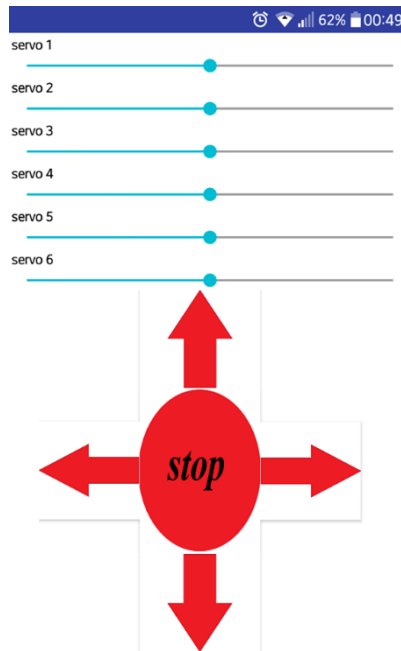 62% 00:49
servo 1
servo 2
servo 3
servo 4
servo 5
servo 6
stop